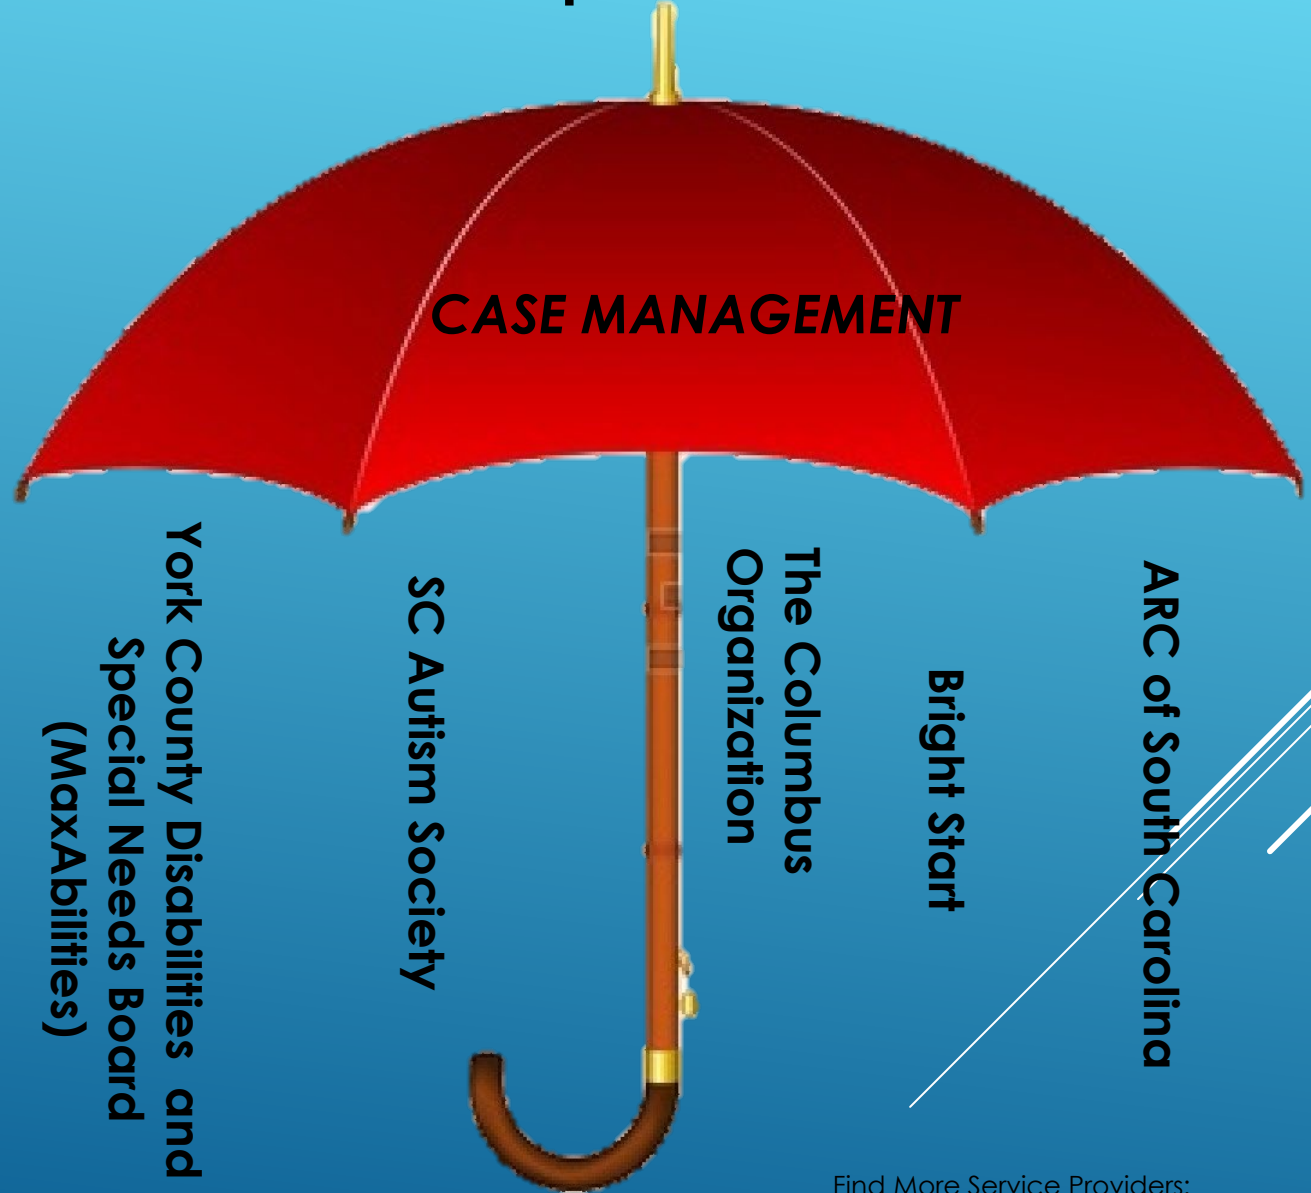 CASE MANAGEMENT
York County Disabilities and
Special Needs Board
(MaxAbilities)
SC Autism Society
The Columbus
Organization
Bright Start
ARC of South Carolina
Find More Service Providers: